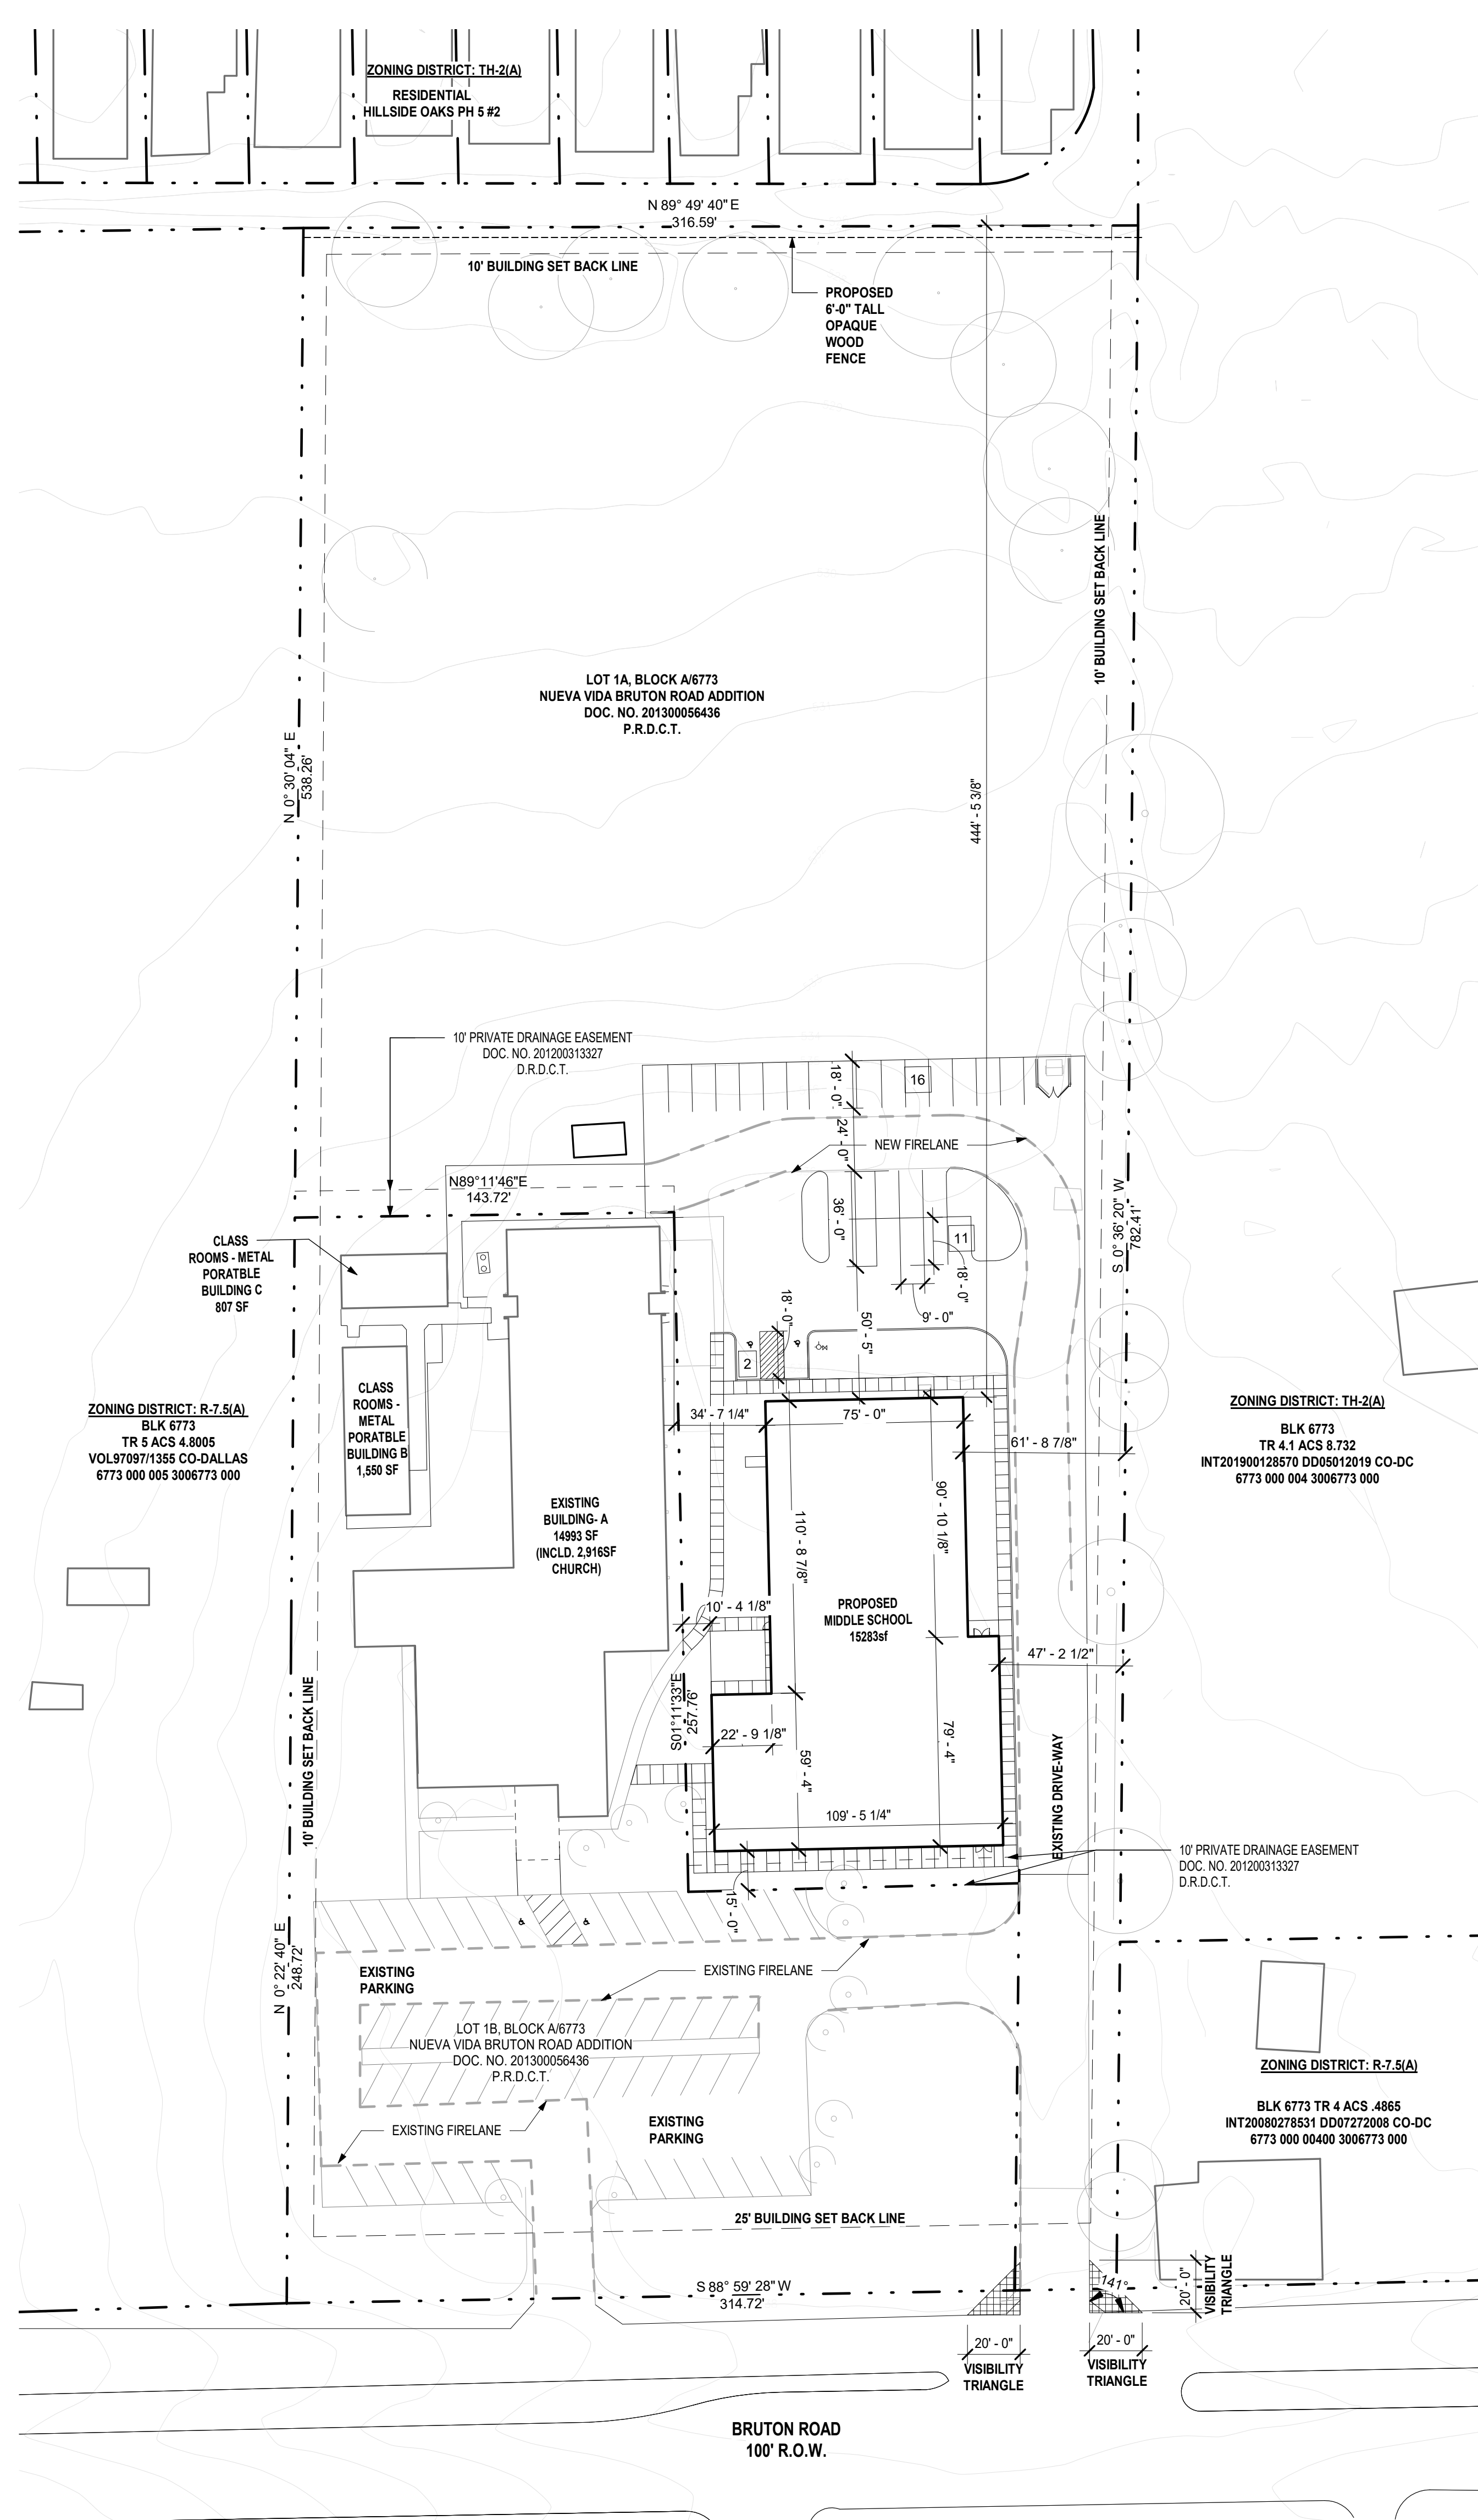 ZONING DISTRICT: TH-2(A)
RESIDENTIAL
HILLSIDE OAKS PH 5 #2
N 89° 49' 40" E
316.59'
10' BUILDING SET BACK LINE
PROPOSED
6'-0" TALL
OPAQUE
WOOD
FENCE
10' BUILDING SET BACK LINE
LOT 1A, BLOCK A/6773
NUEVA VIDA BRUTON ROAD ADDITION
DOC. NO. 201300056436
P.R.D.C.T.
N 0° 30' 04" E
538.26'
444' - 5 3/8"
10' PRIVATE DRAINAGE EASEMENT
DOC. NO. 201200313327
D.R.D.C.T.
18' - 0"
16
24' - 0"
NEW FIRELANE
N89°11'46"E
143.72'
36' - 0"
11
18' - 0"
9' - 0"
S 0° 36' 20" W
782.41'
CLASS
ROOMS - METAL
PORATBLE
BUILDING C
807 SF
18' - 0"
50' - 5"
2
CLASS
ROOMS -
METAL
PORATBLE
BUILDING B
1,550 SF
34' - 7 1/4"
75' - 0"
61' - 8 7/8"
ZONING DISTRICT: R-7.5(A)
BLK 6773
TR 5 ACS 4.8005
VOL97097/1355 CO-DALLAS
6773 000 005 3006773 000
ZONING DISTRICT: TH-2(A)
BLK 6773
TR 4.1 ACS 8.732
INT201900128570 DD05012019 CO-DC
6773 000 004 3006773 000
EXISTING
BUILDING- A
14993 SF
(INCLD. 2,916SF
CHURCH)
110' - 8 7/8"
90' - 10 1/8"
10' - 4 1/8"
PROPOSED
MIDDLE SCHOOL
15283sf
47' - 2 1/2"
S01°11'33"E
257.76'
22' - 9 1/8"
59' - 4"
79' - 4"
109' - 5 1/4"
10' BUILDING SET BACK LINE
EXISTING DRIVE-WAY
10' PRIVATE DRAINAGE EASEMENT
DOC. NO. 201200313327
D.R.D.C.T.
15' - 0"
N 0° 22' 40" E
248.72'
EXISTING
PARKING
EXISTING FIRELANE
LOT 1B, BLOCK A/6773
NUEVA VIDA BRUTON ROAD ADDITION
DOC. NO. 201300056436
P.R.D.C.T.
EXISTING FIRELANE
EXISTING
PARKING
ZONING DISTRICT: R-7.5(A)
BLK 6773 TR 4 ACS .4865
INT20080278531 DD07272008 CO-DC
6773 000 00400 3006773 000
25' BUILDING SET BACK LINE
S 88° 59' 28" W
314.72'
141°
20' - 0"
VISIBILITY
TRIANGLE
20' - 0"
VISIBILITY
TRIANGLE
20' - 0"
VISIBILITY
TRIANGLE
BRUTON ROAD
100' R.O.W.